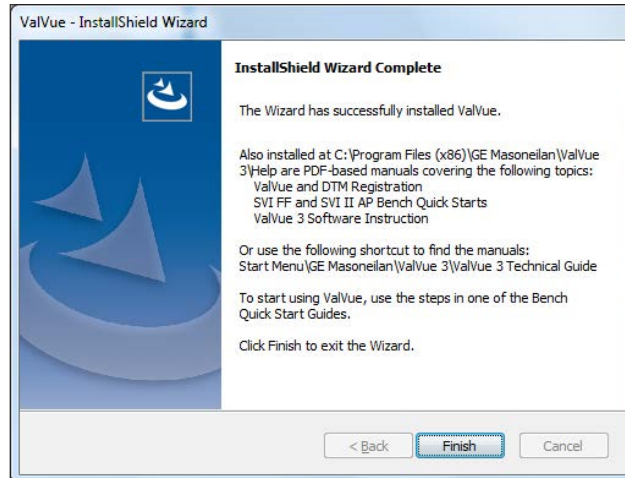 ValVue - InstallShield Wizard
InstallShield Wizard Complete
The Wizard has successfully installed ValVue.
Also installed at C:\Program Files (x86)\GE Masoneilan\ValVue
3\Help are PDF-based manuals covering the following topics:
ValVue and DTM Registration
SVI FF and SVI II AP Bench Quick Starts
ValVue 3 Software Instruction
Or use the following shortcut to find the manuals:
Start Menu\GE Masoneilan\ValVue 3\ValVue 3 Technical Guide
To start using ValVue, use the steps in one of the Bench
Quick Start Guides.
Click Finish to exit the Wizard.
< Back
Finish
Cancel